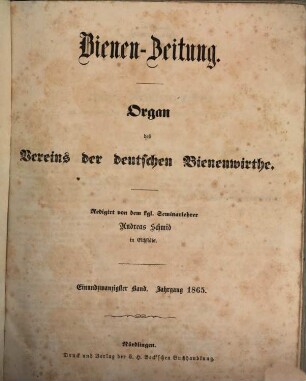 Bienen-Zeitung.
Organ
des
Vereins der deutschen Bienenwirthe.
Redigirt von dem kgl. Seminarlehrer
Andreas Schmid
in Eichstätt.
Einundzwanzigster Band. Jahrgang 1865.
Nördlingen.
Druck und Verlag der C. H. Beck'schen Buchhandlung.